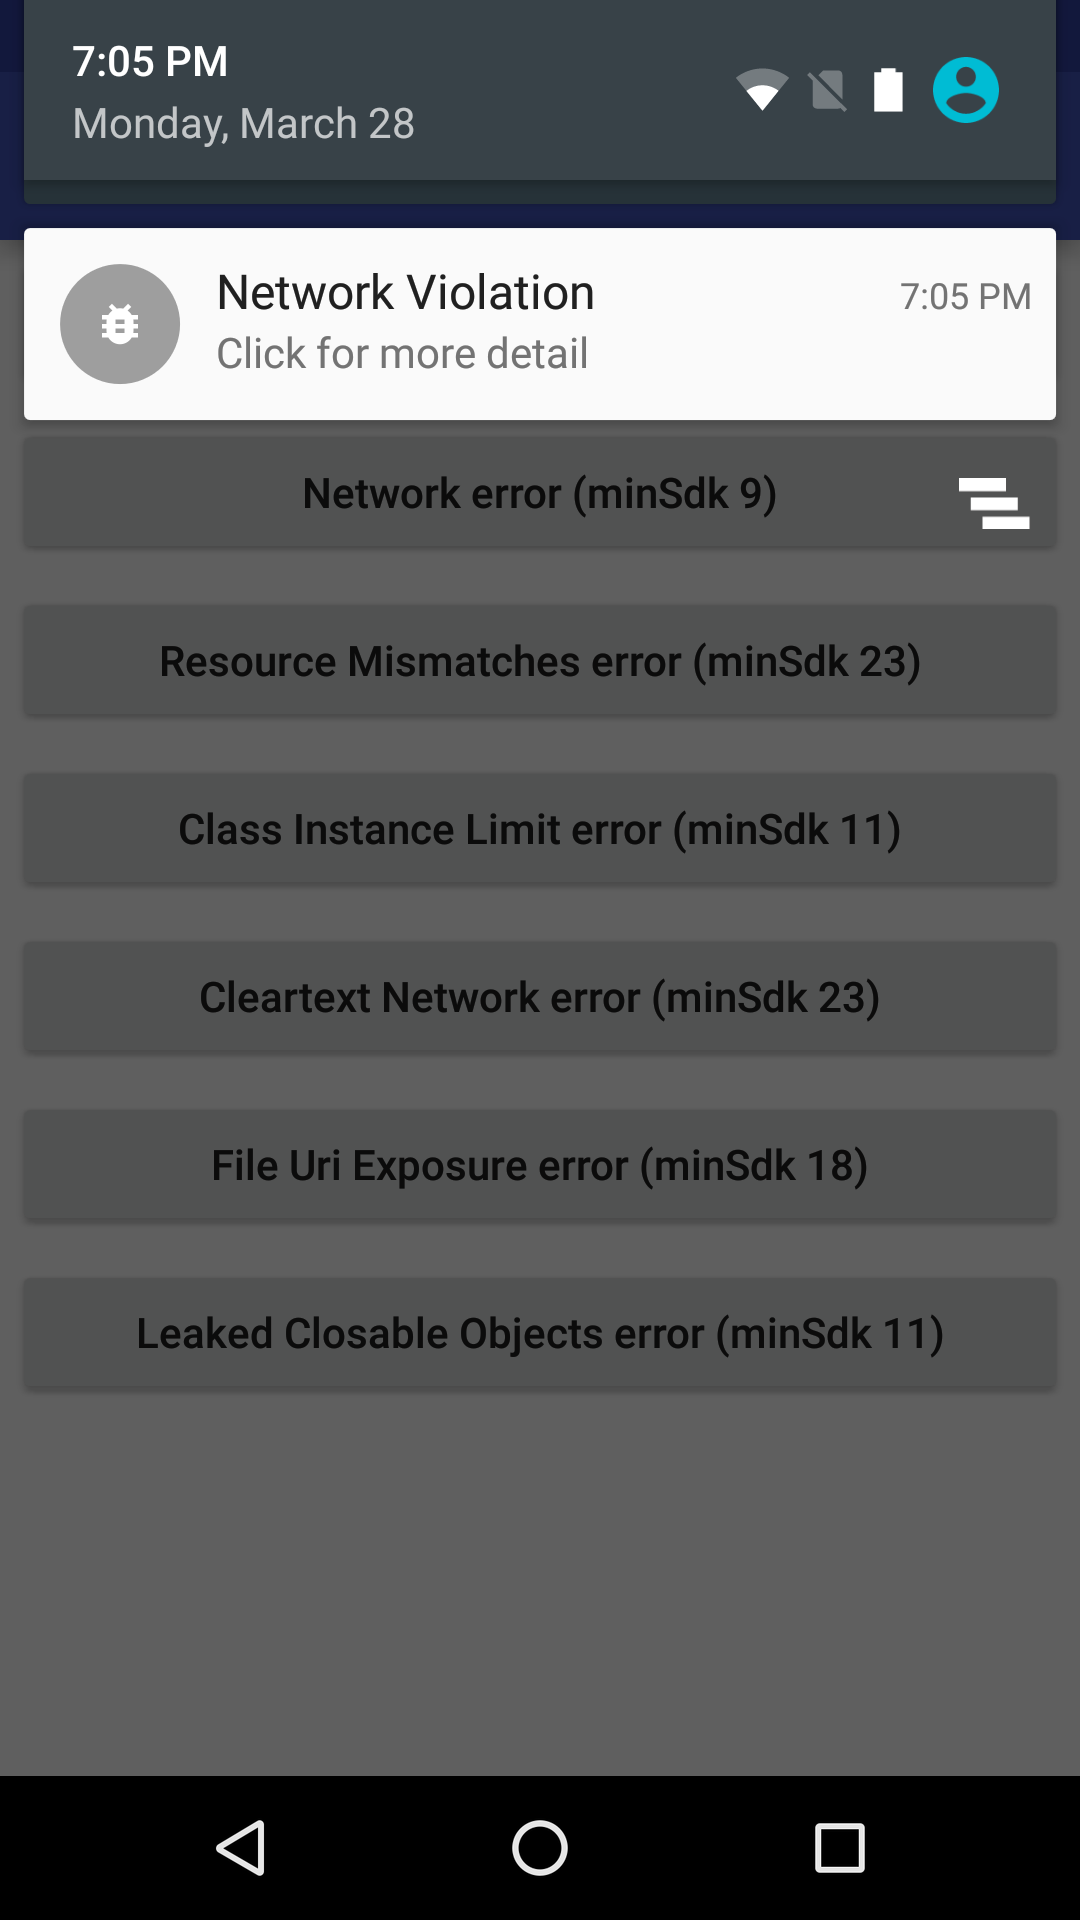 7:05 PM
Monday, March 28
Network Violation
7:05 PM
Click for more detail
Network error (minSdk 9)
Resource Mismatches error (minSdk 23)
Class Instance Limit error (minSdk 11)
Cleartext Network error (minSdk 23)
File Uri Exposure error (minSdk 18)
Leaked Closable Objects error (minSdk 11)